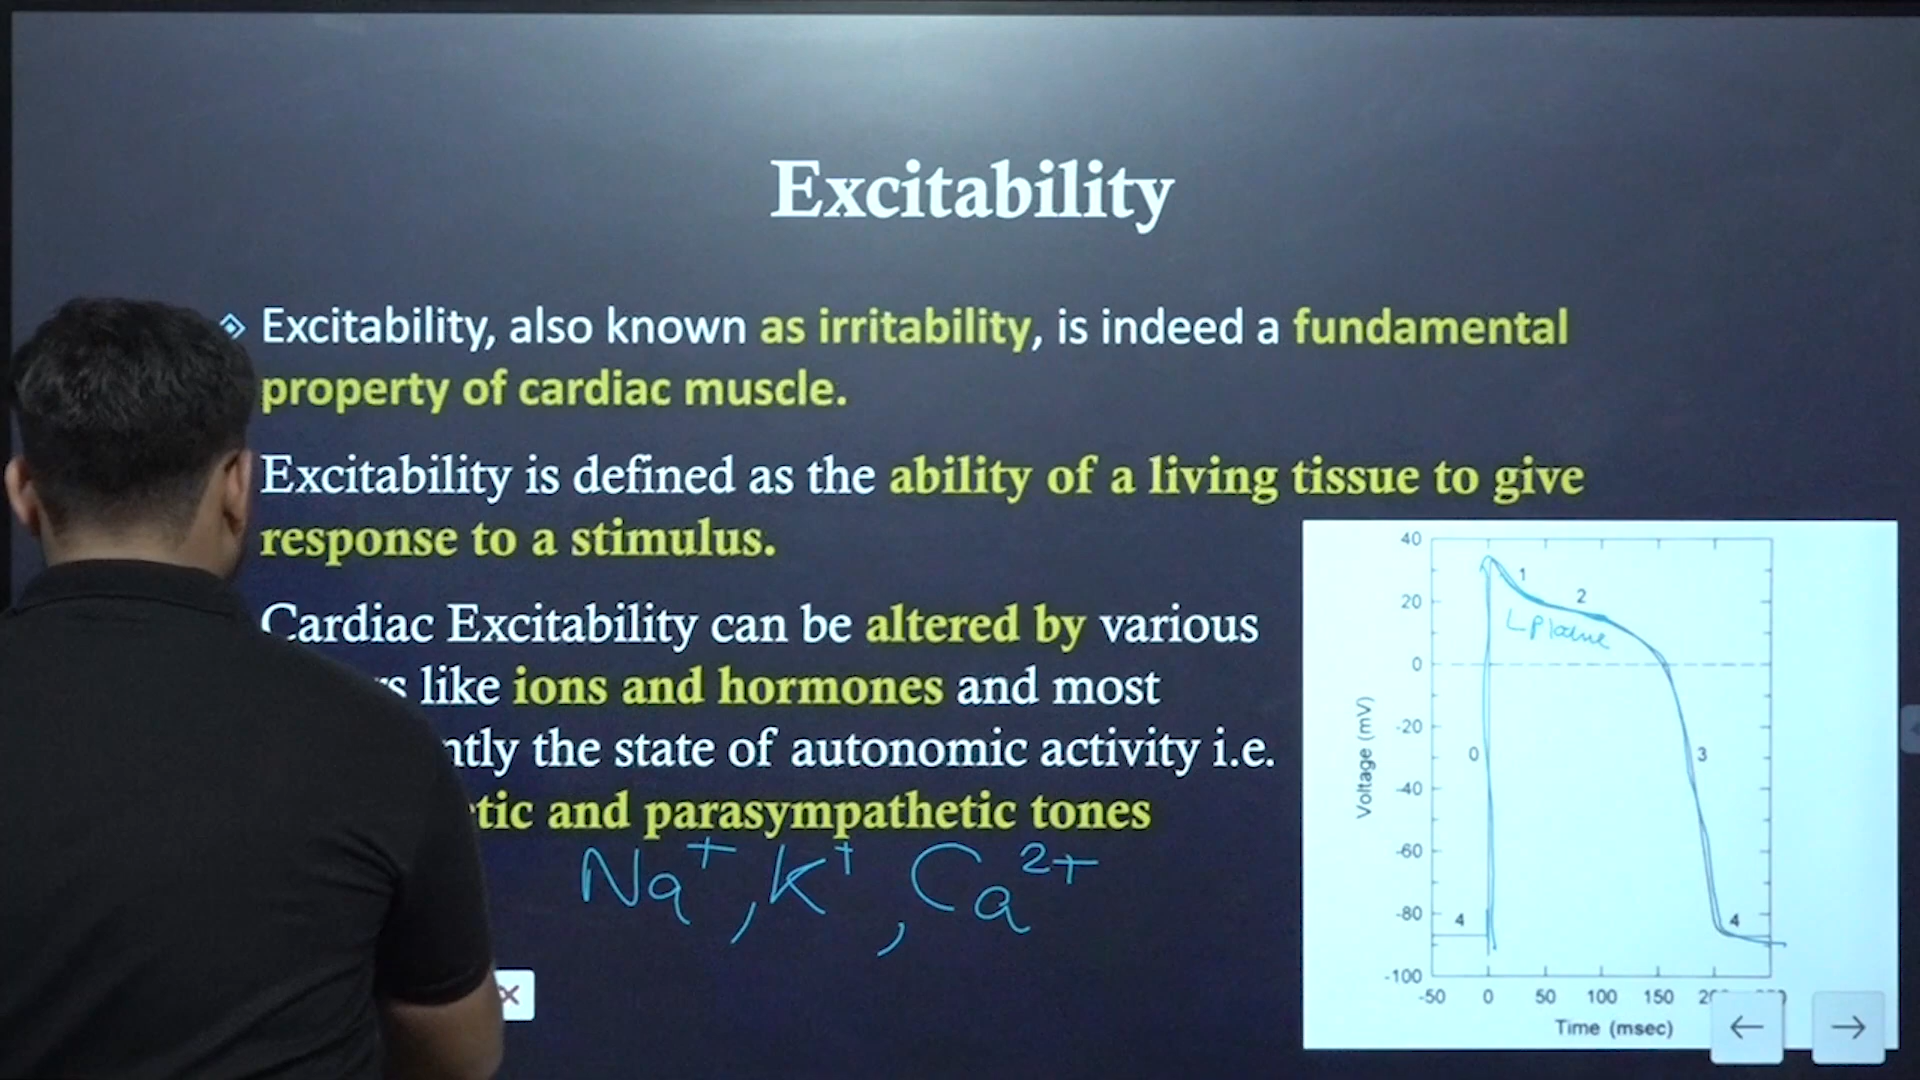 Excitability
Excitability, also known as irritability, is indeed a fundamental
property of cardiac muscle.
Excitability is defined as the ability of a living tissue to give
response to a stimulus.
Cardiac Excitability can be altered by various
like ions and hormones and most
the state of autonomic activity i.e.
and parasympathetic tones
Na+, K+, Ca2+
40
20
0
-20
-40
-60
-80
-100
Voltage (mV)
1
2
0
3
4
4
-50 0 50 100 150
Time (msec)